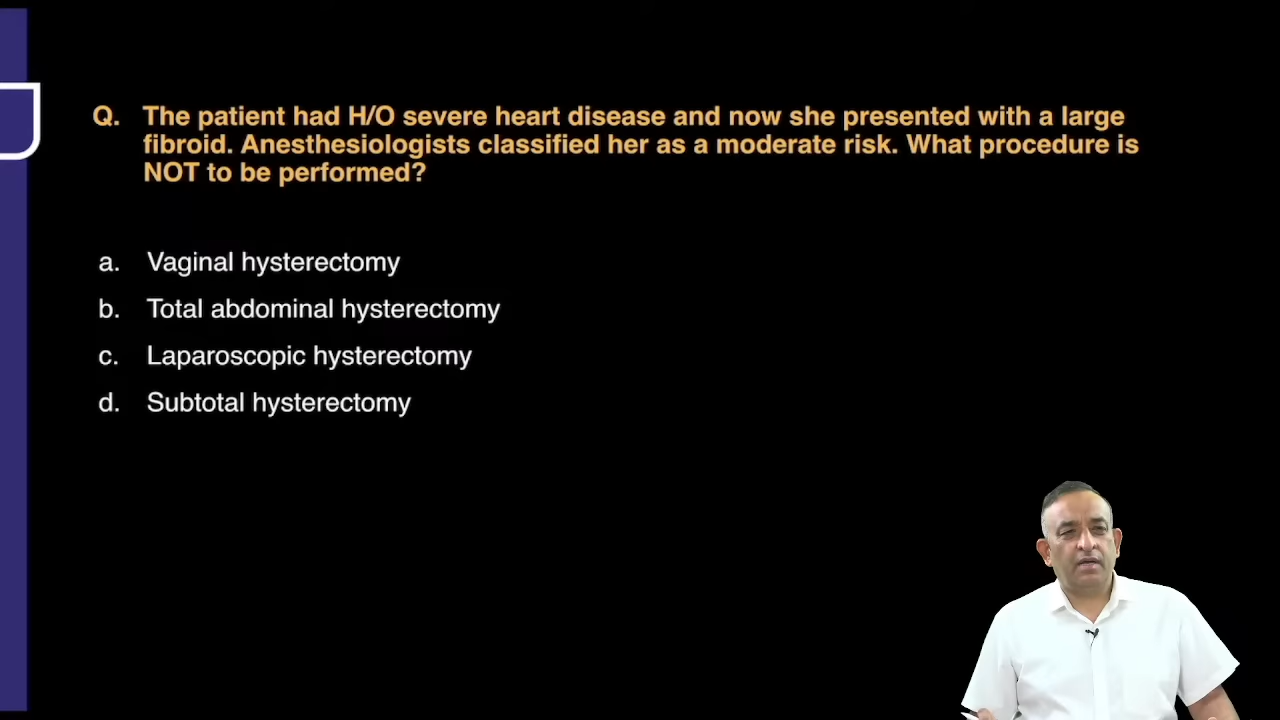 Q. The patient had H/O severe heart disease and now she presented with a large
fibroid. Anesthesiologists classified her as a moderate risk. What procedure is
NOT to be performed?
a. Vaginal hysterectomy
b. Total abdominal hysterectomy
c. Laparoscopic hysterectomy
d. Subtotal hysterectomy